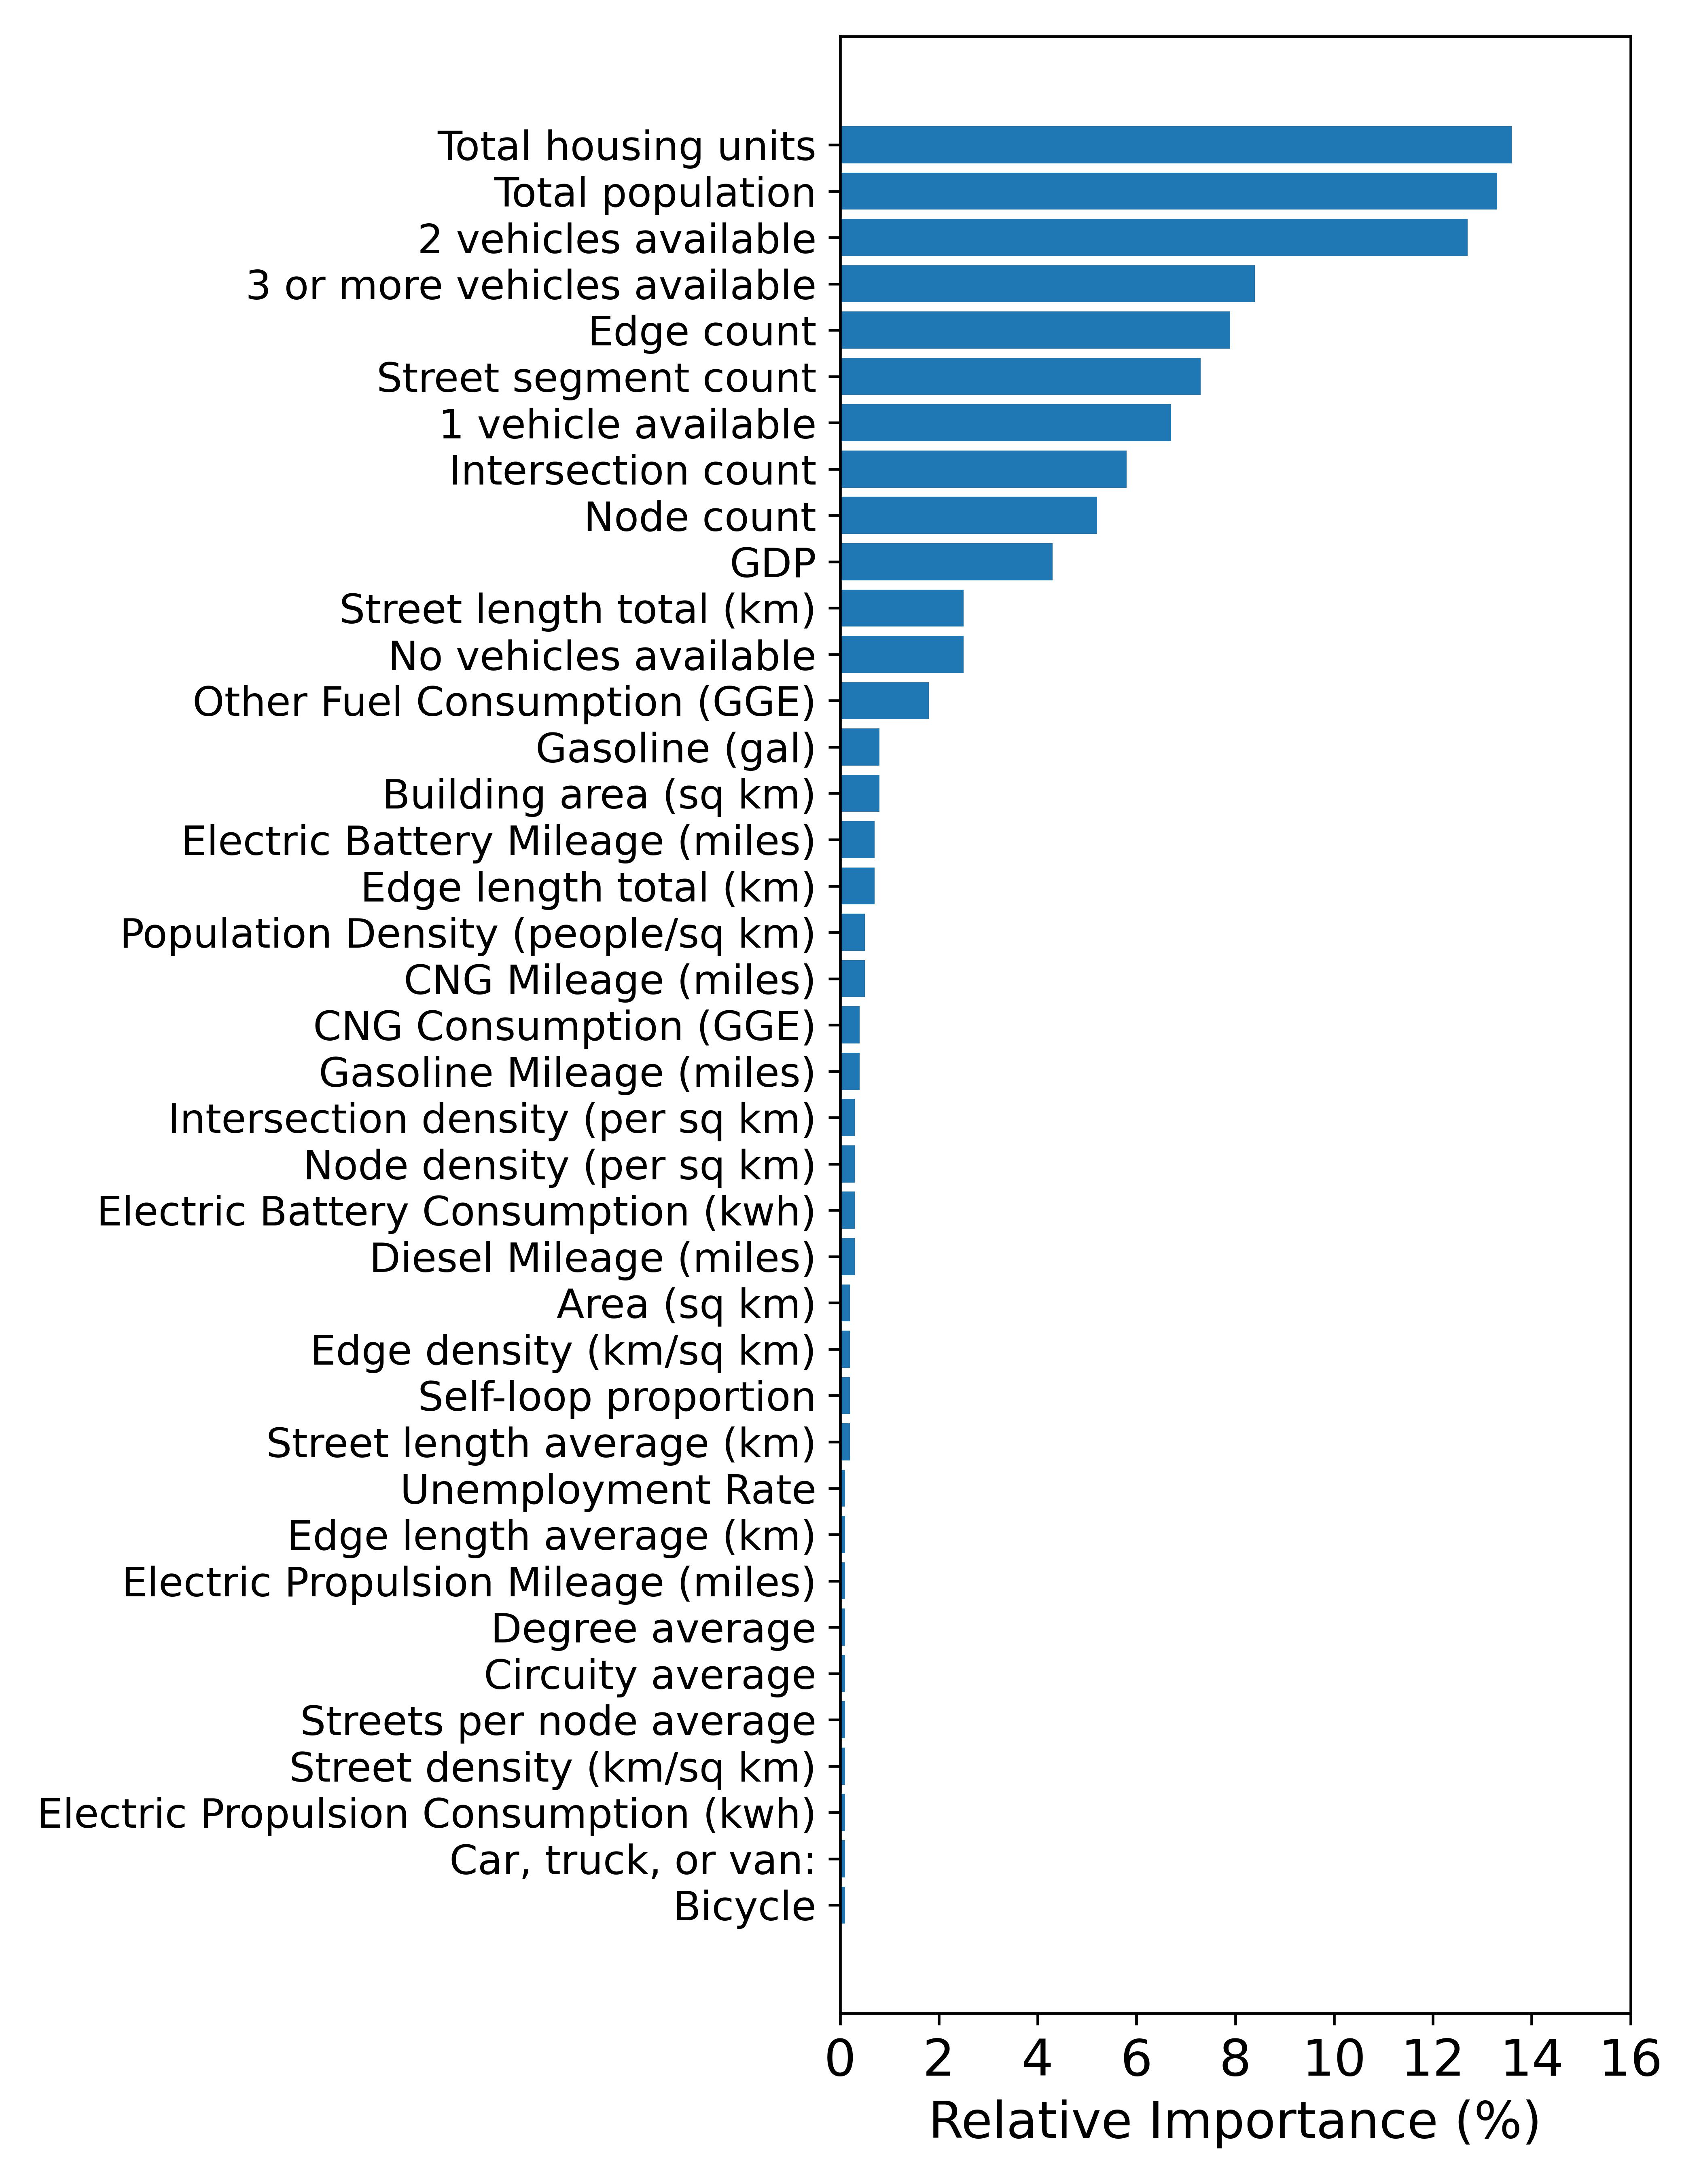 Total housing units
Total population
2 vehicles available
3 or more vehicles available
Edge count
Street segment count
1 vehicle available
Intersection count
Node count
GDP
Street length total (km)
No vehicles available
Other Fuel Consumption (GGE)
Gasoline (gal)
Building area (sq km)
Electric Battery Mileage (miles)
Edge length total (km)
Population Density (people/sq km)
CNG Mileage (miles)
CNG Consumption (GGE)
Gasoline Mileage (miles)
Intersection density (per sq km)
Node density (per sq km)
Electric Battery Consumption (kwh)
Diesel Mileage (miles)
Area (sq km)
Edge density (km/sq km)
Self-loop proportion
Street length average (km)
Unemployment Rate
Edge length average (km)
Electric Propulsion Mileage (miles)
Degree average
Circuity average
Streets per node average
Street density (km/sq km)
Electric Propulsion Consumption (kwh)
Car, truck, or van:
Bicycle
0 2 4 6 8 10 12 14 16
Relative Importance (%)